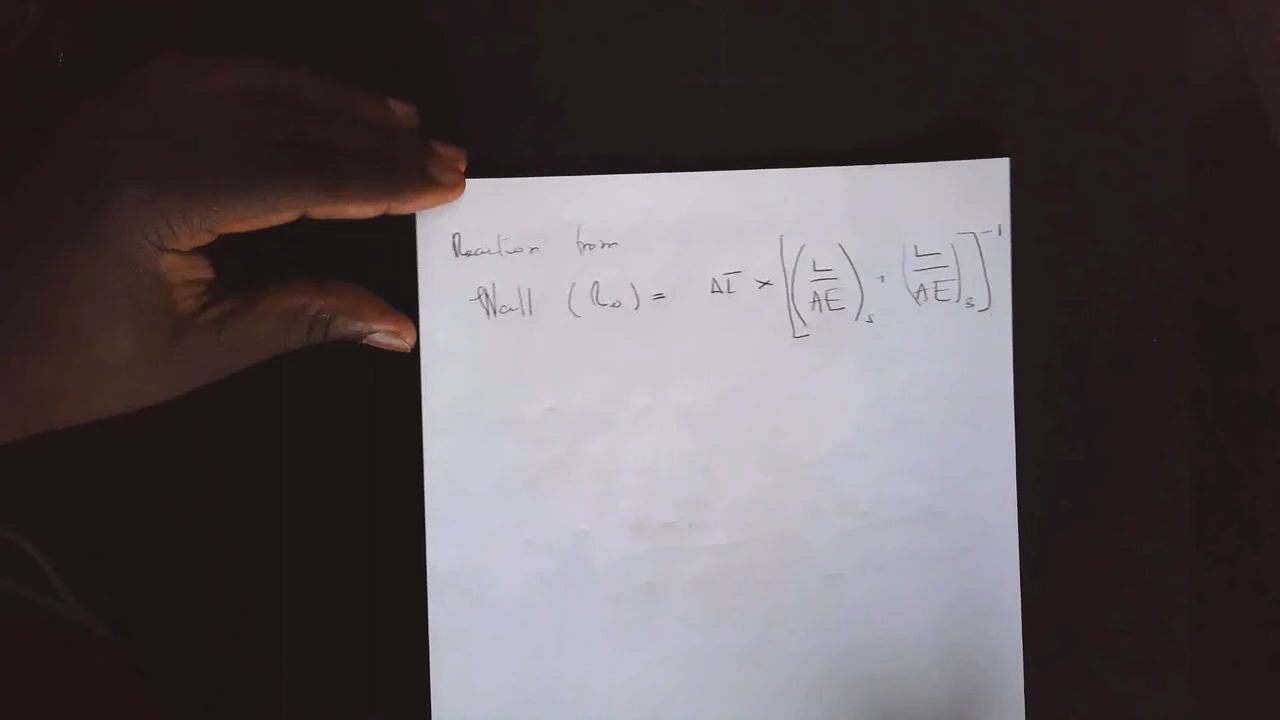 Reaction from
Wall (R₀) = ΔL × [(L/AE)ₛ + (L/AE)ₛ]⁻¹